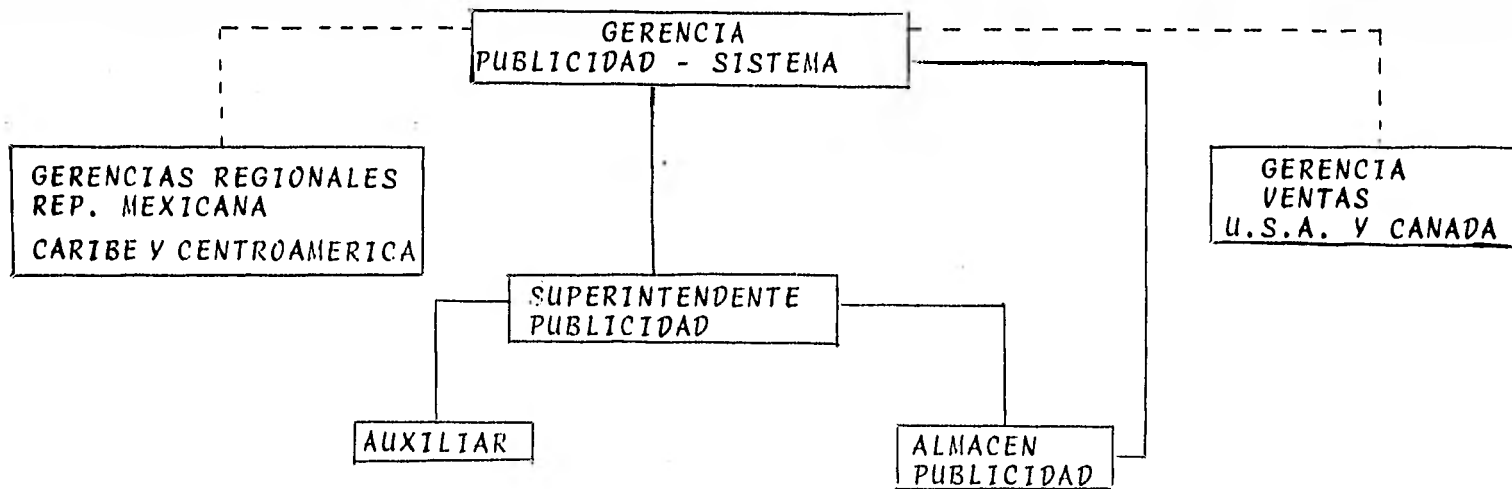 GERENCIA
PUBLICIDAD - SISTEMA
GERENCIAS REGIONALES
REP. MEXICANA
CARIBE Y CENTROAMERICA
GERENCIA
VENTAS
U.S.A. Y CANADA
SUPERINTENDENTE
PUBLICIDAD
AUXILIAR
ALMACEN
PUBLICIDAD